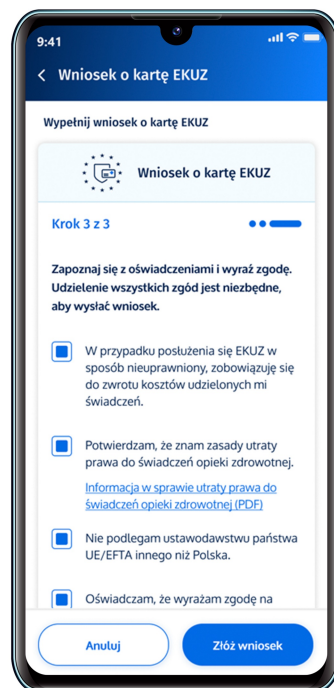 9:41
Wniosek o kartę EKUZ
Wypełnij wniosek o kartę EKUZ
Wniosek o kartę EKUZ
Krok 3 z 3
Zapoznaj się z oświadczeniami i wyraź zgodę.
Udzielenie wszystkich zgód jest niezbędne,
aby wysłać wniosek.
W przypadku posłużenia się EKUZ w
sposób nieuprawniony, zobowiązuję się
do zwrotu kosztów udzielonych mi
świadczeń.
Potwierdzam, że znam zasady utraty
prawa do świadczeń opieki zdrowotnej.
Informacja w sprawie utraty prawa do
świadczeń opieki zdrowotnej (PDF)
Nie podlegam ustawodawstwu państwa
UE/EFTA innego niż Polska.
Oświadczam, że wyrażam zgodę na
Anuluj
Złóż wniosek